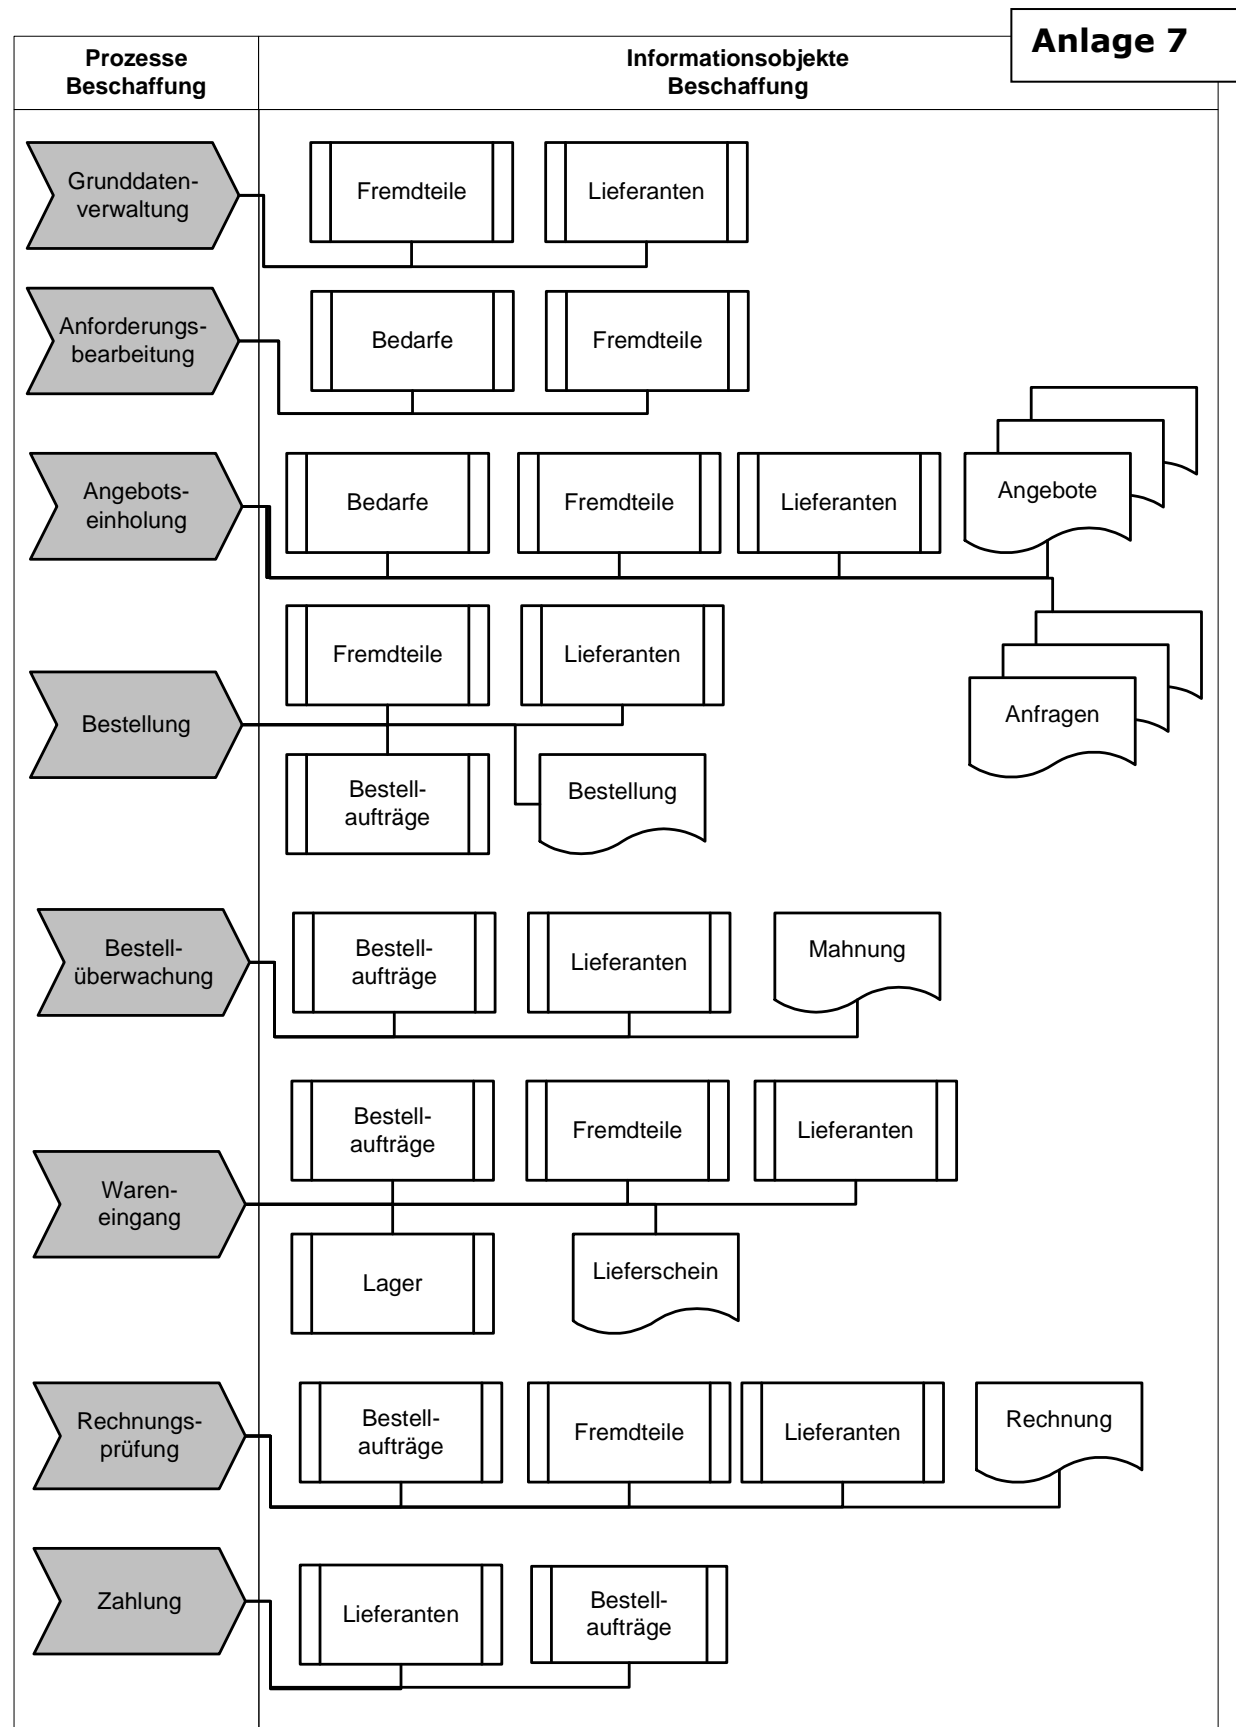 Anlage 7
Prozesse
Beschaffung
Informationsobjekte
Beschaffung
Grunddaten-
verwaltung
Fremdteile
Lieferanten
Anforderungs-
bearbeitung
Bedarfe
Fremdteile
Angebots-
einholung
Bedarfe
Fremdteile
Lieferanten
Angebote
Anfragen
Bestellung
Fremdteile
Lieferanten
Bestell-
aufträge
Bestellung
Bestell-
überwachung
Bestell-
aufträge
Lieferanten
Mahnung
Waren-
eingang
Bestell-
aufträge
Fremdteile
Lieferanten
Lager
Lieferschein
Rechnungs-
prüfung
Bestell-
aufträge
Fremdteile
Lieferanten
Rechnung
Zahlung
Lieferanten
Bestell-
aufträge